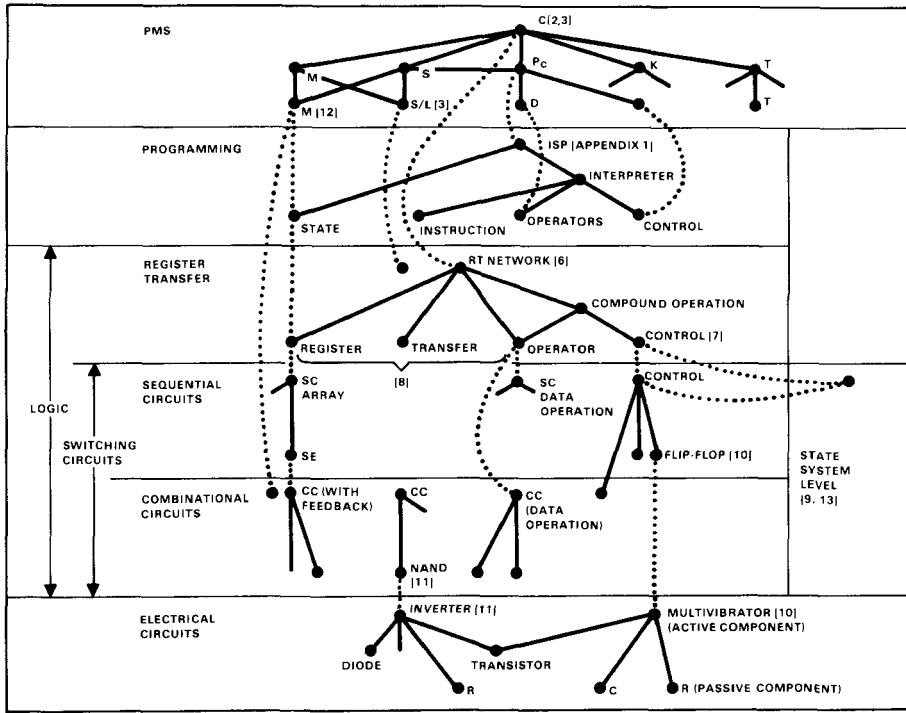 C[2,3]
PMS
M
S
Pc
K
T
M [12]
S/L [3]
D
T
PROGRAMMING
ISP [APPENDIX 1]
INTERPRETER
STATE
INSTRUCTION
OPERATORS
CONTROL
REGISTER
TRANSFER
RT NETWORK [6]
COMPOUND OPERATION
REGISTER
TRANSFER
OPERATOR
CONTROL [7]
[8]
SEQUENTIAL
CIRCUITS
SC
ARRAY
SC
DATA
OPERATION
CONTROL
LOGIC
SWITCHING
CIRCUITS
SE
FLIP-FLOP [10]
STATE
SYSTEM
LEVEL
[9, 13]
COMBINATIONAL
CIRCUITS
CC (WITH
FEEDBACK)
CC
CC
(DATA
OPERATION)
NAND
[11]
ELECTRICAL
CIRCUITS
INVERTER [11]
MULTIVIBRATOR [10]
(ACTIVE COMPONENT)
DIODE
TRANSISTOR
R
C
R (PASSIVE COMPONENT)